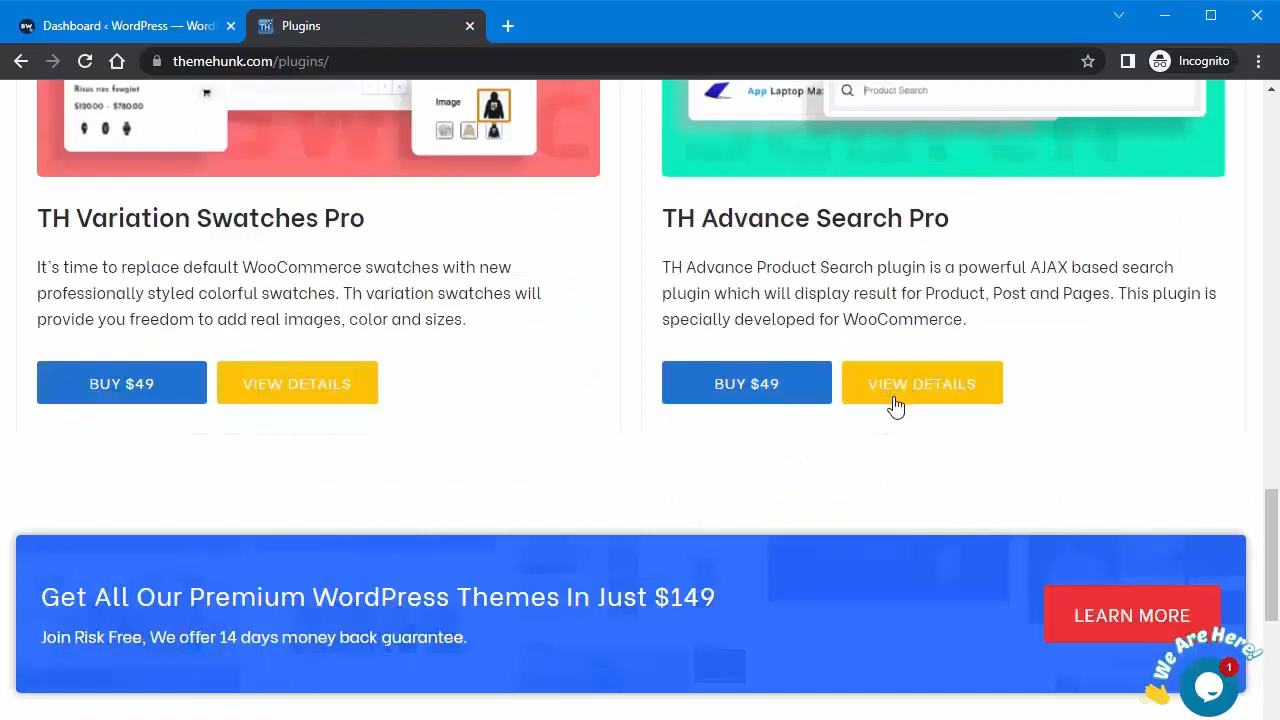 Dashboard ‹ WordPress — Word
Plugins
themehunk.com/plugins/
Incognito
Risus nac feugiat
$120.00 - $780.00
Image
App Laptop Ma
Product Search
TH Variation Swatches Pro
It's time to replace default WooCommerce swatches with new
professionally styled colorful swatches. Th variation swatches will
provide you freedom to add real images, color and sizes.
BUY $49
VIEW DETAILS
TH Advance Search Pro
TH Advance Product Search plugin is a powerful AJAX based search
plugin which will display result for Product, Post and Pages. This plugin is
specially developed for WooCommerce.
BUY $49
VIEW DETAILS
Get All Our Premium WordPress Themes In Just $149
Join Risk Free, We offer 14 days money back guarantee.
LEARN MORE
We Are Here!
1